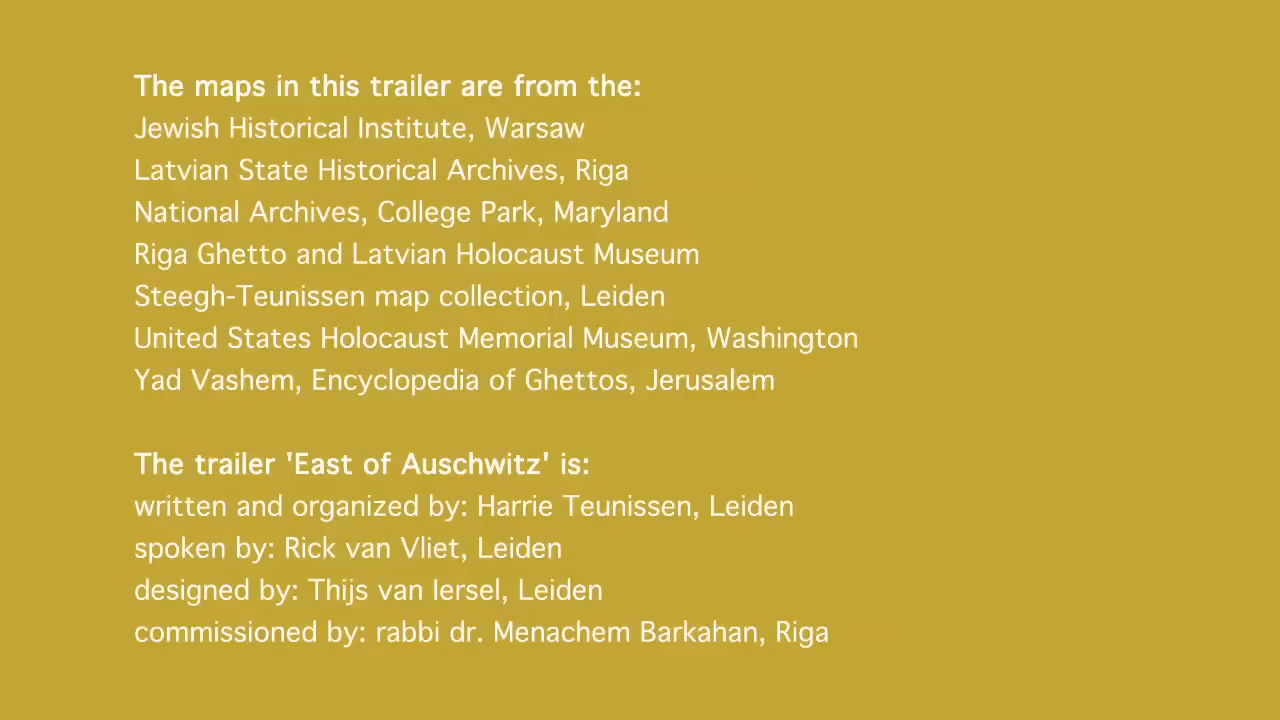 The maps in this trailer are from the:
Jewish Historical Institute, Warsaw
Latvian State Historical Archives, Riga
National Archives, College Park, Maryland
Riga Ghetto and Latvian Holocaust Museum
Steegh-Teunissen map collection, Leiden
United States Holocaust Memorial Museum, Washington
Yad Vashem, Encyclopedia of Ghettos, Jerusalem
The trailer 'East of Auschwitz' is:
written and organized by: Harrie Teunissen, Leiden
spoken by: Rick van Vliet, Leiden
designed by: Thijs van Iersel, Leiden
commissioned by: rabbi dr. Menachem Barkahan, Riga